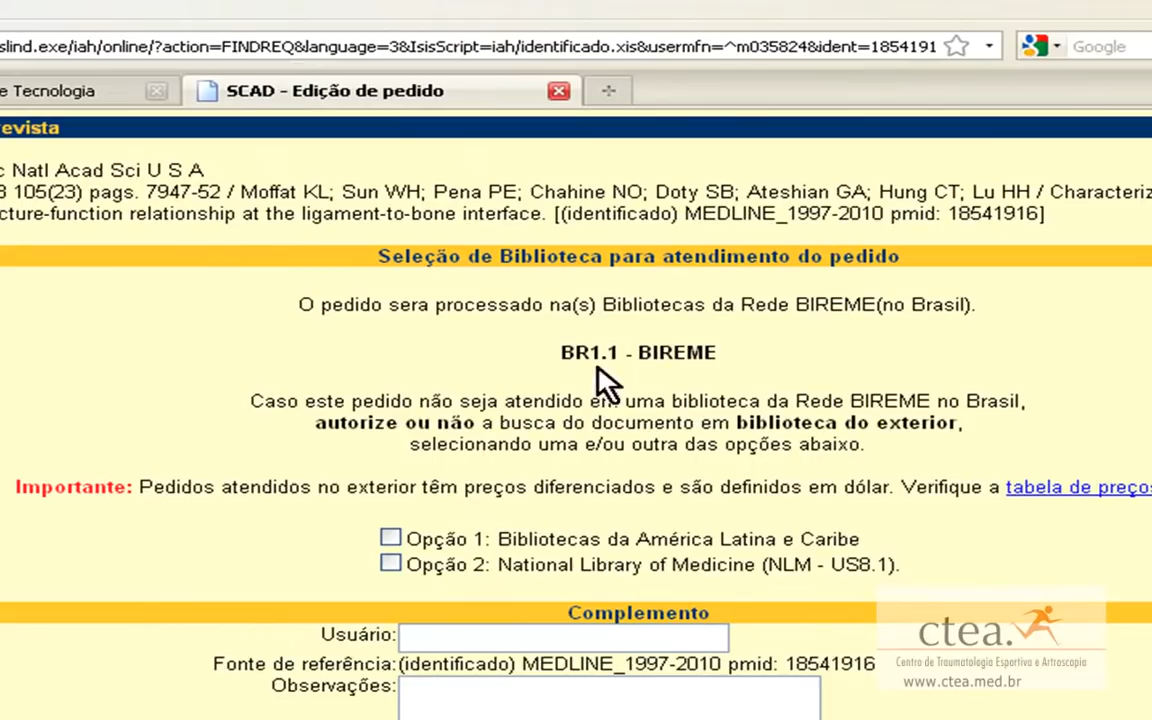 slind.exe/iah/online/?action=FINDREQ&language=3&IsisScript=iah/identificado.xis&usermfn=^m035824&ident=1854191
Google
e Tecnologia
SCAD - Edição de pedido
evista
c Natl Acad Sci U S A
8 105(23) pags. 7947-52 / Moffat KL; Sun WH; Pena PE; Chahine NO; Doty SB; Ateshian GA; Hung CT; Lu HH / Characteriz
cture-function relationship at the ligament-to-bone interface. [(identificado) MEDLINE_1997-2010 pmid: 18541916]
Seleção de Biblioteca para atendimento do pedido
O pedido sera processado na(s) Bibliotecas da Rede BIREME(no Brasil).
BR1.1 - BIREME
Caso este pedido não seja atendido em uma biblioteca da Rede BIREME no Brasil,
autorize ou não a busca do documento em biblioteca do exterior,
selecionando uma e/ou outra das opções abaixo.
Importante: Pedidos atendidos no exterior têm preços diferenciados e são definidos em dólar. Verifique a tabela de preços
Opção 1: Bibliotecas da América Latina e Caribe
Opção 2: National Library of Medicine (NLM - US8.1).
Complemento
Usuário:
Fonte de referência: (identificado) MEDLINE_1997-2010 pmid: 18541916
Observações:
ctea.
Centro de Traumatologia Esportiva e Artroscopia
www.ctea.med.br